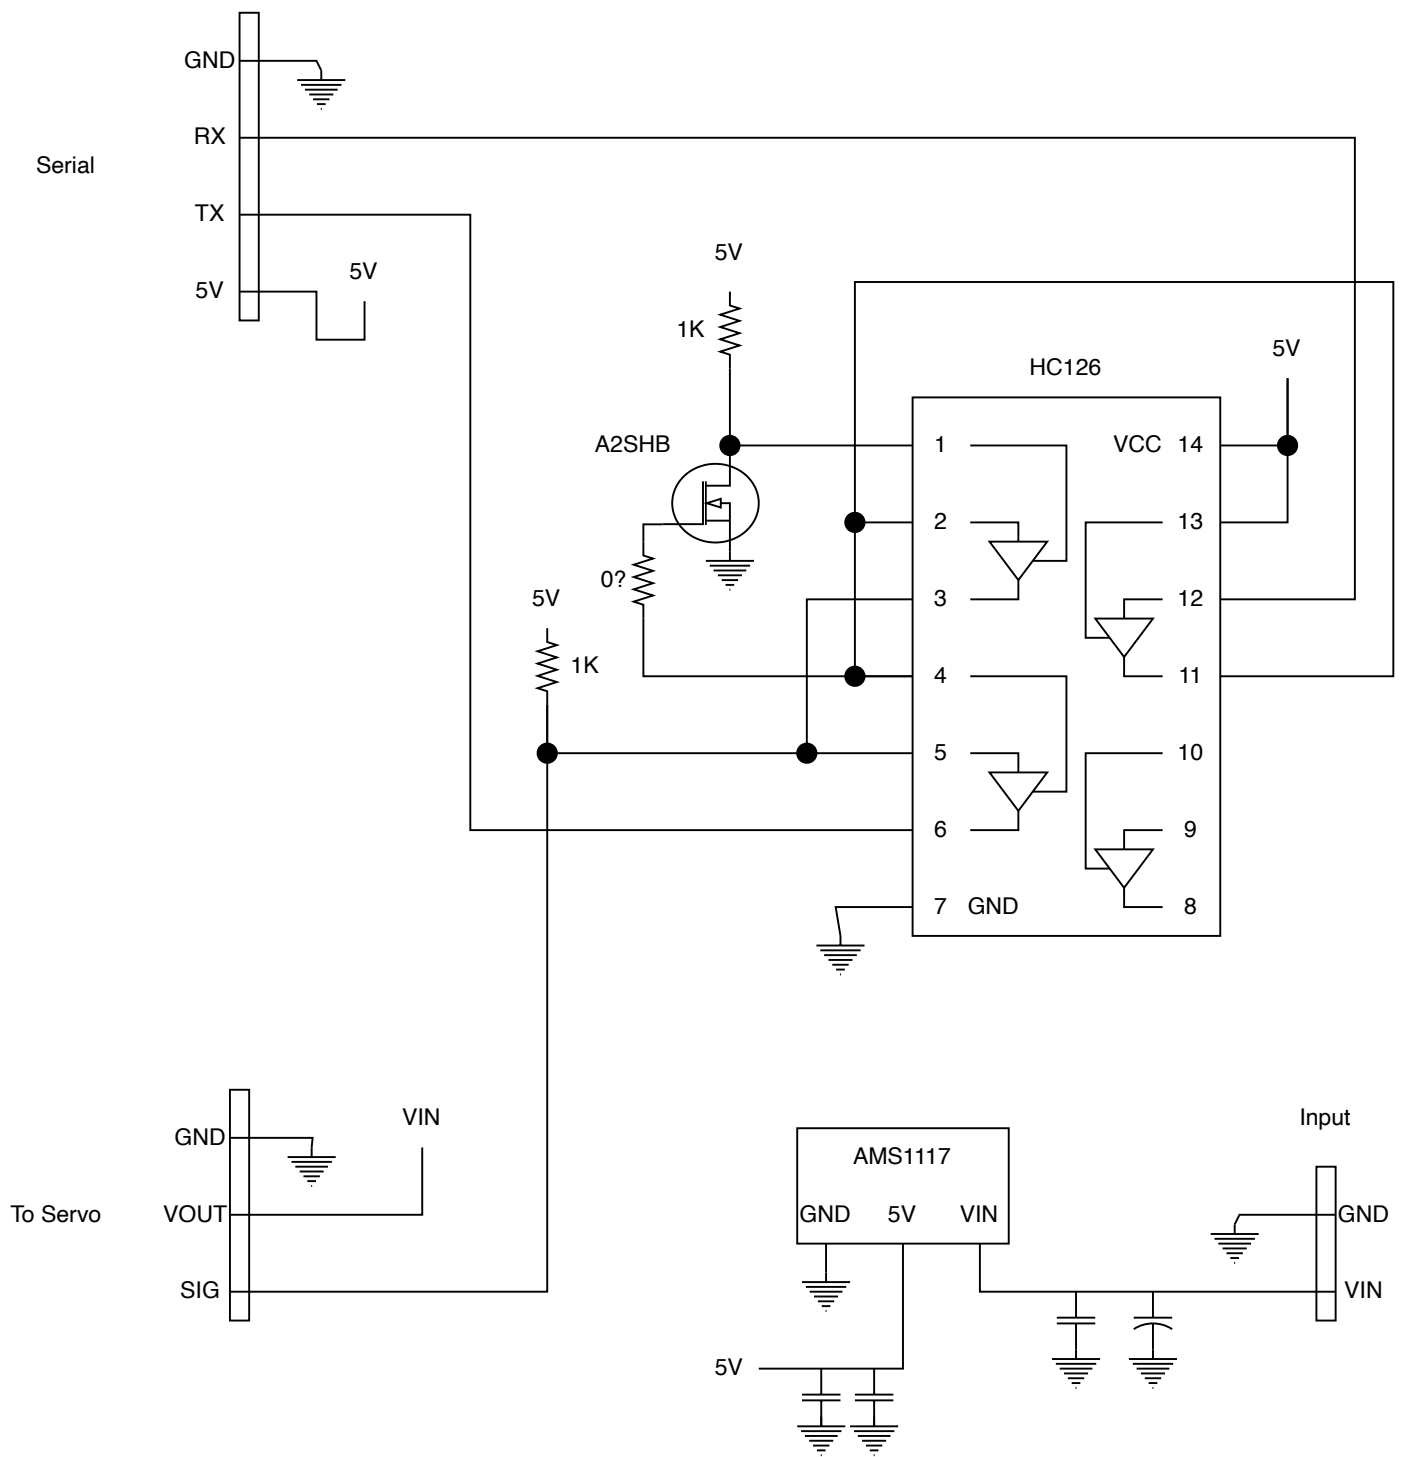 GND
RX
Serial
TX
5V
5V
5V
1K
HC126
5V
A2SHB
1
VCC 14
2
13
0?
5V
3
12
1K
4
11
5
10
6
9
7 GND
8
GND
VIN
To Servo
VOUT
SIG
AMS1117
GND 5V VIN
5V
Input
GND
VIN